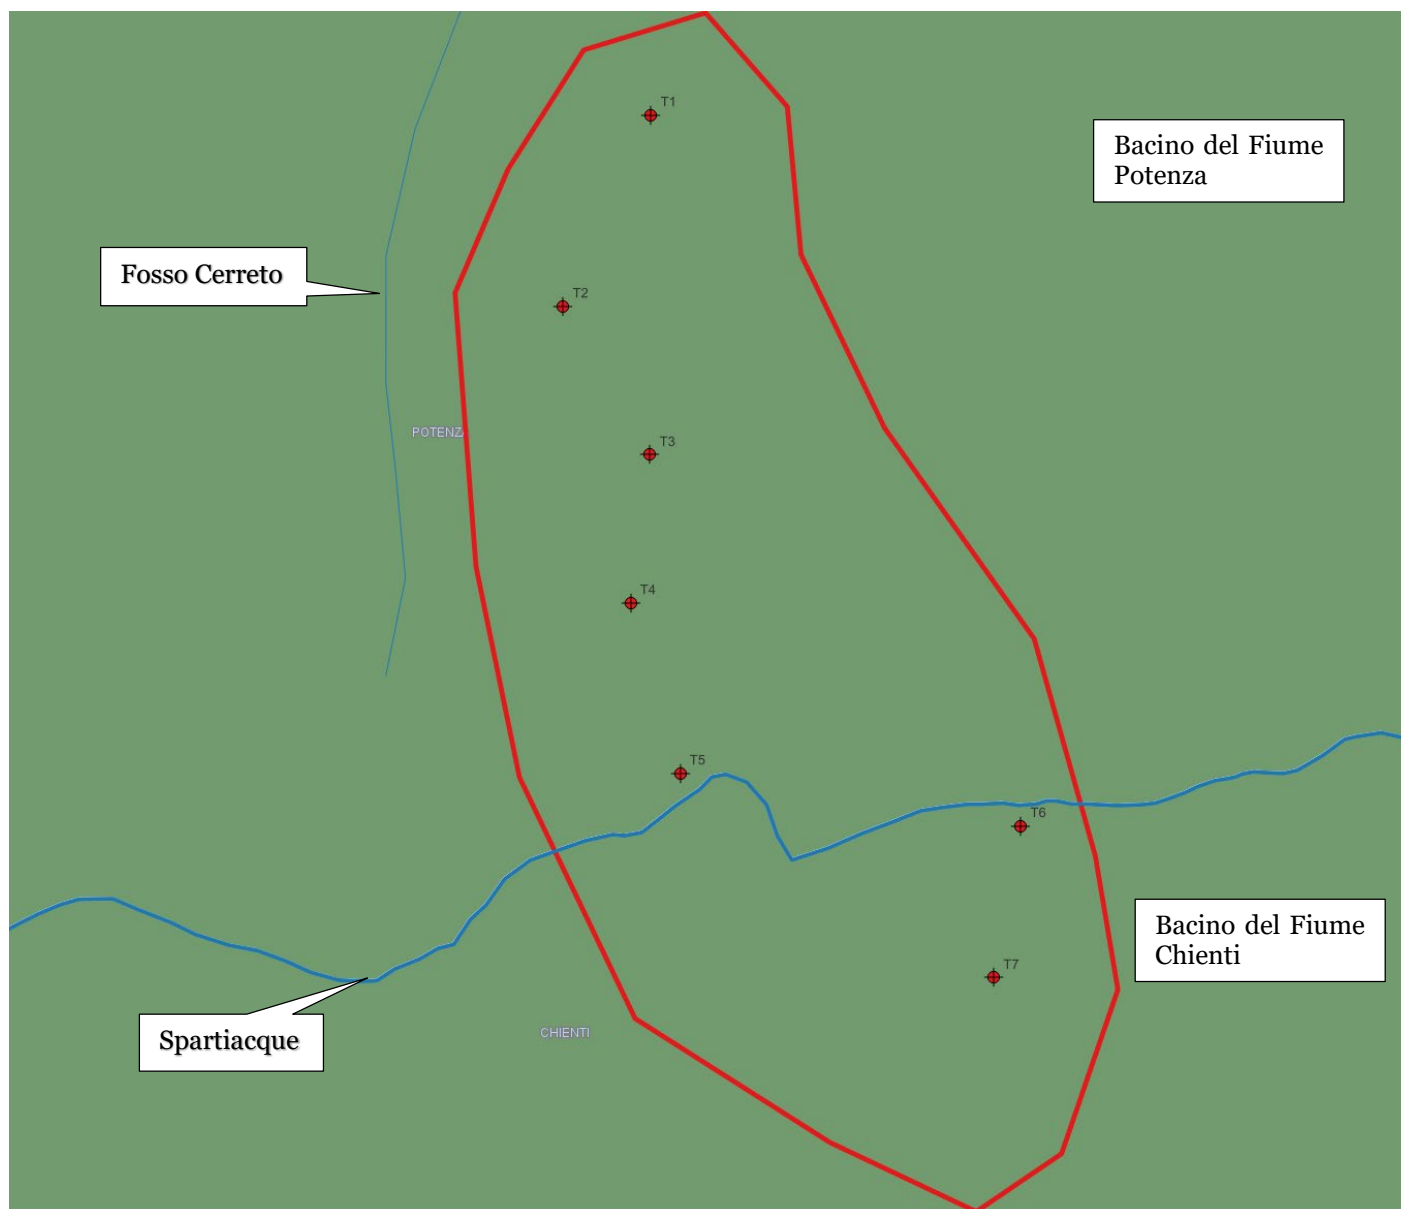 T1
Bacino del Fiume
Potenza
Fosso Cerreto
T2
POTENZ
T3
T4
T5
T6
Bacino del Fiume
Chienti
T7
Spartiacque
CHIENTI